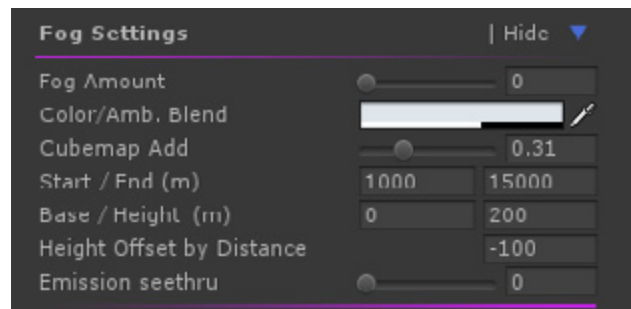 Fog Settings | Hide
Fog Amount 0
Color/Amb. Blend
Cubemap Add 0.31
Start / End (m) 1000 15000
Base / Height (m) 0 200
Height Offset by Distance -100
Emission seethru 0